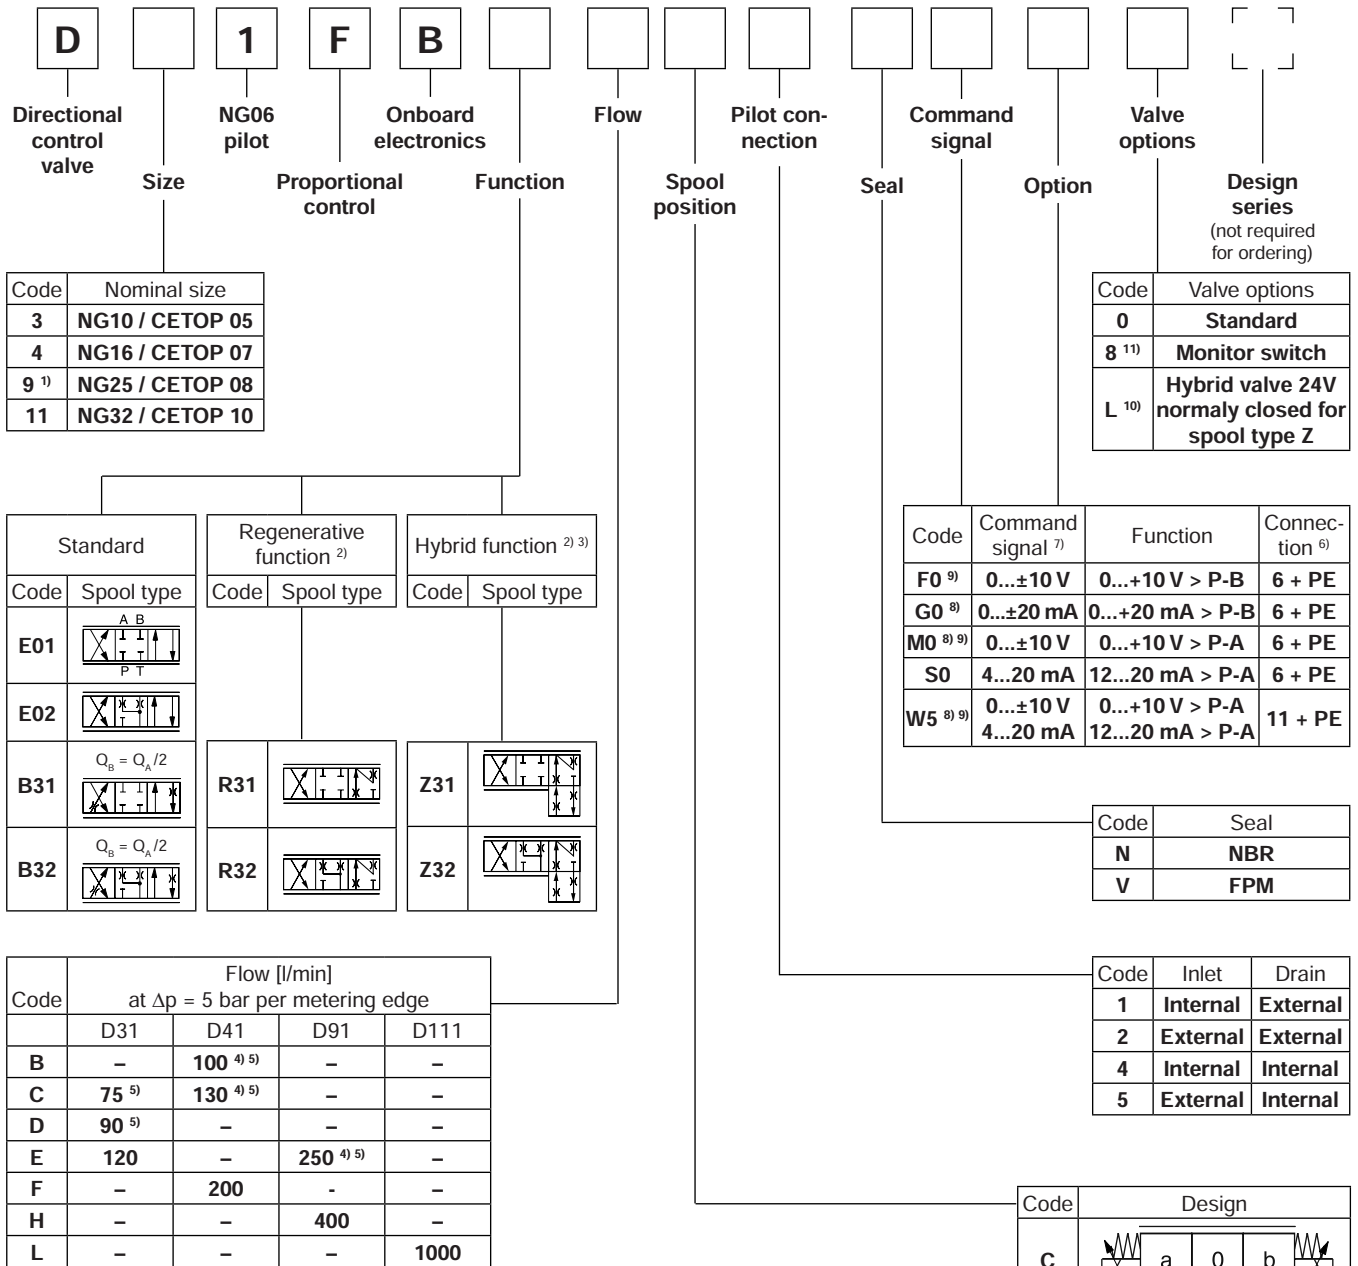 D 1 F B
Directional control valve
Size
NG06 pilot
Proportional control
Onboard electronics
Function
Flow
Spool position
Pilot con-nection
Seal
Command signal
Option
Valve options
Design series
(not required for ordering)
Code Nominal size
3 NG10 / CETOP 05
4 NG16 / CETOP 07
9 1) NG25 / CETOP 08
11 NG32 / CETOP 10
Code Valve options
0 Standard
8 11) Monitor switch
L 10) Hybrid valve 24V normaly closed for spool type Z
Standard
Code Spool type
E01 A B P T
E02
B31 QB = QA/2
B32 QB = QA/2
Regenerative function 2)
Code Spool type
R31
R32
Hybrid function 2) 3)
Code Spool type
Z31
Z32
Code Command signal 7) Function Connec-tion 6)
F0 9) 0...±10 V 0...+10 V > P-B 6 + PE
G0 8) 0...±20 mA 0...+20 mA > P-B 6 + PE
M0 8) 9) 0...±10 V 0...+10 V > P-A 6 + PE
S0 4...20 mA 12...20 mA > P-A 6 + PE
W5 8) 9) 0...±10 V 0...+10 V > P-A 11 + PE
4...20 mA 12...20 mA > P-A
Code Seal
N NBR
V FPM
Code Flow [l/min]
at Δp = 5 bar per metering edge
D31 D41 D91 D111
B – 100 4) 5) – –
C 75 5) 130 4) 5) – –
D 90 5) – – –
E 120 – 250 4) 5) –
F – 200 - –
H – – 400 –
L – – – 1000
Code Inlet Drain
1 Internal External
2 External External
4 Internal Internal
5 External Internal
Code Design
C a 0 b